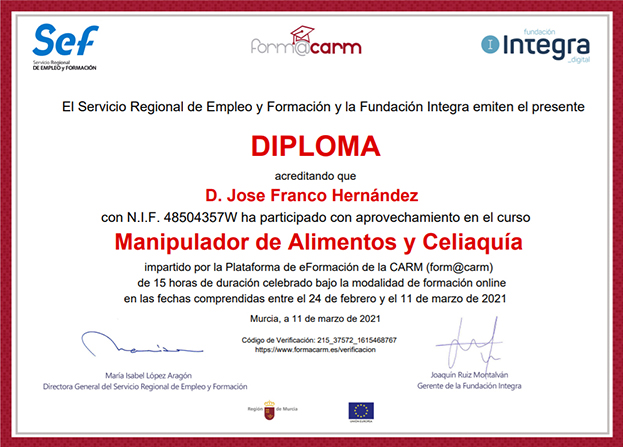 Sef
Servicio Regional
DE EMPLEO y FORMACIÓN
form@carm
fundación
Integra
_digital
El Servicio Regional de Empleo y Formación y la Fundación Integra emiten el presente
DIPLOMA
acreditando que
D. Jose Franco Hernández
con N.I.F. 48504357W ha participado con aprovechamiento en el curso
Manipulador de Alimentos y Celiaquía
impartido por la Plataforma de eFormación de la CARM (form@carm)
de 15 horas de duración celebrado bajo la modalidad de formación online
en las fechas comprendidas entre el 24 de febrero y el 11 de marzo de 2021
Murcia, a 11 de marzo de 2021
Código de Verificación: 215_37572_1615468767
https://www.formacarm.es/verificacion
María Isabel López Aragón
Directora General del Servicio Regional de Empleo y Formación
Joaquín Ruiz Montalván
Gerente de la Fundación Integra
Región de Murcia
UNIÓN EUROPEA